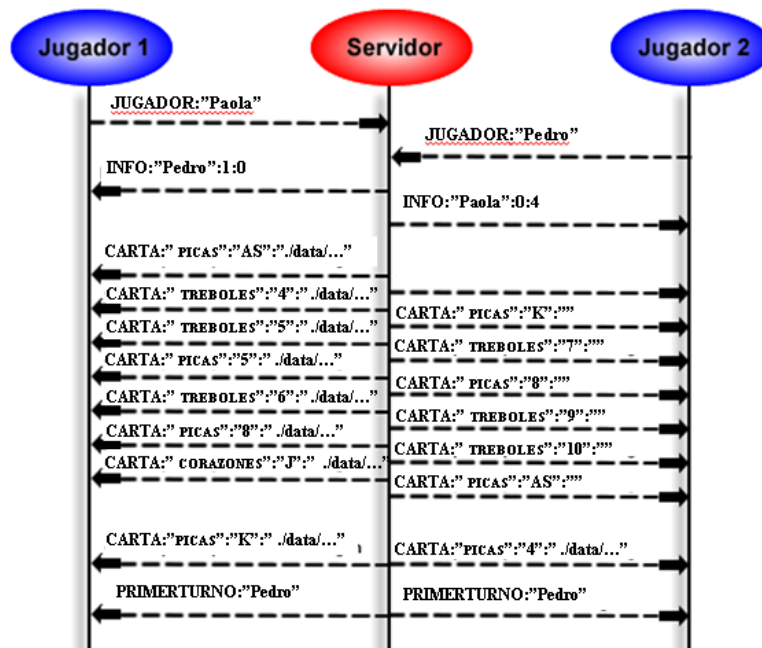 Jugador 1
Servidor
Jugador 2
JUGADOR:”Paola”
JUGADOR:”Pedro”
INFO:”Pedro”:1:0
INFO:”Paola”:0:4
CARTA:” PICAS”:”AS”:”./data/…”
CARTA:” TREBOLES”:”4”:” ./data/…”
CARTA:” PICAS”:”K”:””
CARTA:” TREBOLES”:”5”:” ./data/…”
CARTA:” TREBOLES”:”7”:””
CARTA:” PICAS”:”5”:” ./data/…”
CARTA:” PICAS”:”8”:””
CARTA:” TREBOLES”:”6”:” ./data/…”
CARTA:” TREBOLES”:”9”:””
CARTA:” PICAS”:”8”:” ./data/…”
CARTA:” TREBOLES”:”10”:””
CARTA:” CORAZONES”:”J”:” ./data/…”
CARTA:” PICAS”:”AS”:””
CARTA:”PICAS”:”K”:” ./data/…”
CARTA:”PICAS”:”4”:” ./data/…”
PRIMERTURNO:”Pedro”
PRIMERTURNO:”Pedro”